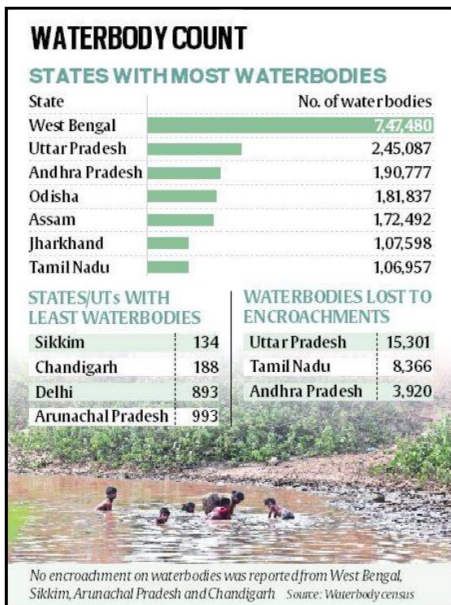 WATERBODY COUNT
STATES WITH MOST WATERBODIES
State No. of waterbodies
West Bengal 7,47,480
Uttar Pradesh 2,45,087
Andhra Pradesh 1,90,777
Odisha 1,81,837
Assam 1,72,492
Jharkhand 1,07,598
Tamil Nadu 1,06,957
STATES/UTs WITH
LEAST WATERBODIES
Sikkim 134
Chandigarh 188
Delhi 893
Arunachal Pradesh 993
WATERBODIES LOST TO
ENCROACHMENTS
Uttar Pradesh 15,301
Tamil Nadu 8,366
Andhra Pradesh 3,920
No encroachment on waterbodies was reported from West Bengal,
Sikkim, Arunachal Pradesh and Chandigarh Source: Waterbody census